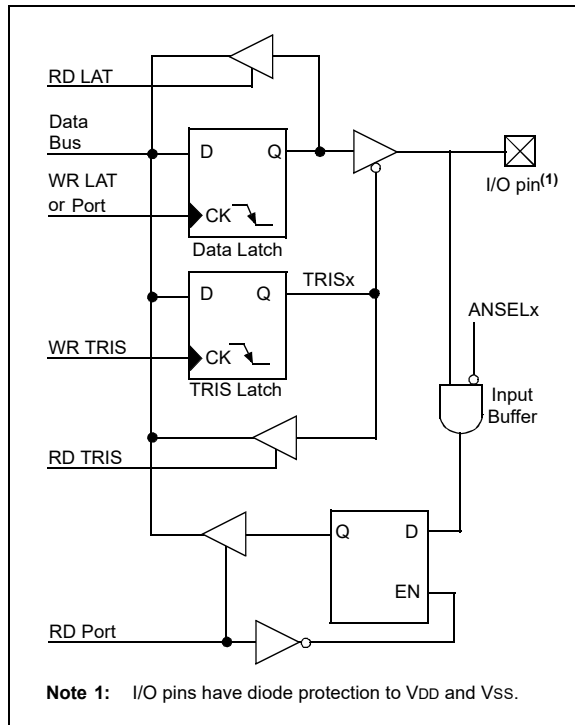 RD LAT
Data
Bus
D
Q
I/O pin(1)
WR LAT
or Port
CK
Data Latch
TRISx
D
Q
ANSELx
WR TRIS
CK
TRIS Latch
Input
Buffer
RD TRIS
Q
D
EN
RD Port
Note 1: I/O pins have diode protection to VDD and VSS.